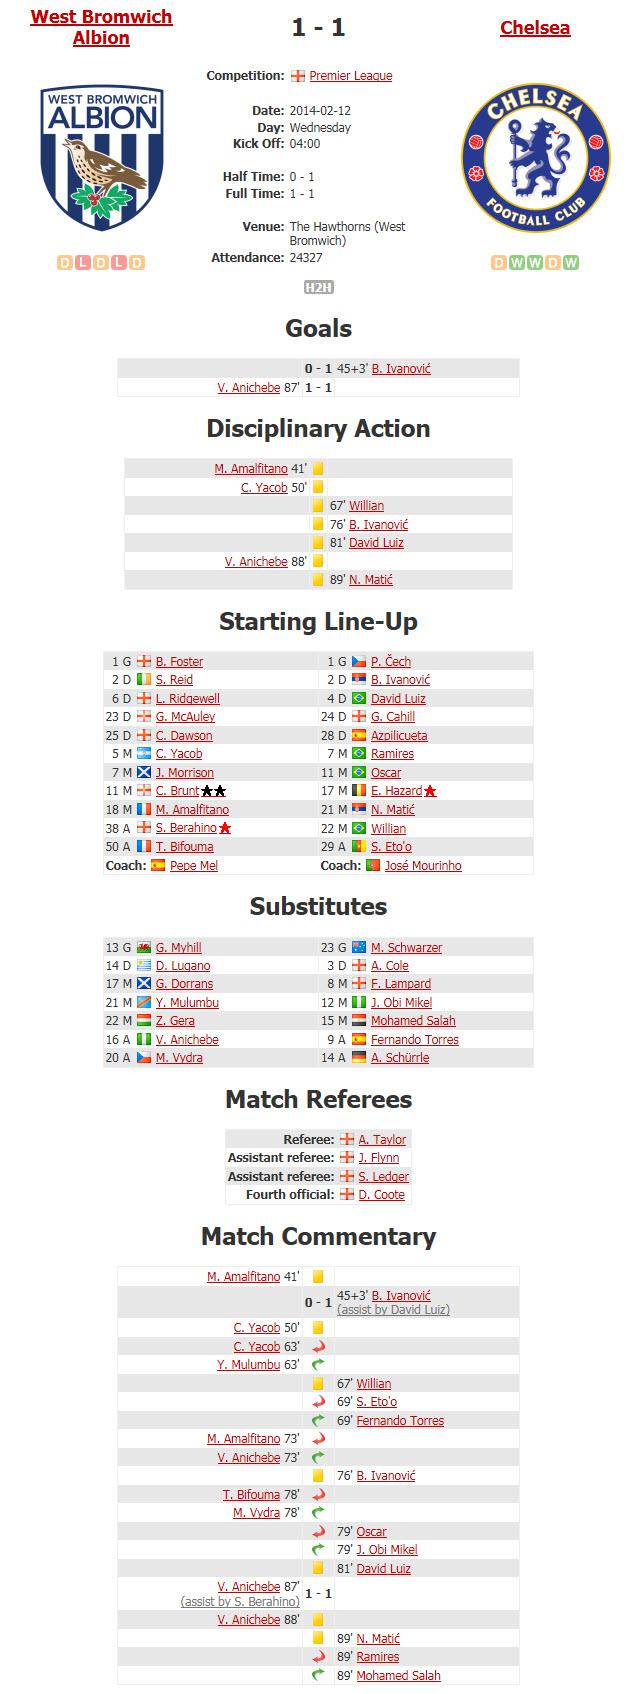 West Bromwich
Albion
1 - 1
Chelsea
Competition: Premier League
Date: 2014-02-12
Day: Wednesday
Kick Off: 04:00
Half Time: 0 - 1
Full Time: 1 - 1
Venue: The Hawthorns (West
Bromwich)
Attendance: 24327
WEST BROMWICH
ALBION
CHELSEA
FOOTBALL CLUB
D L D L D
D W W D W
H2H
Goals
0 - 1 45+3' B. Ivanović
V. Anichebe 87' 1 - 1
Disciplinary Action
M. Amalfitano 41'
C. Yacob 50'
67' Willian
76' B. Ivanović
81' David Luiz
V. Anichebe 88'
89' N. Matić
Starting Line-Up
1 G B. Foster 1 G P. Čech
2 D S. Reid 2 D B. Ivanović
6 D L. Ridgewell 4 D David Luiz
23 D G. McAuley 24 D G. Cahill
25 D C. Dawson 28 D Azpilicueta
5 M C. Yacob 7 M Ramires
7 M J. Morrison 11 M Oscar
11 M C. Brunt 17 M E. Hazard
18 M M. Amalfitano 21 M N. Matić
38 A S. Berahino 22 M Willian
50 A T. Bifouma 29 A S. Eto'o
Coach: Pepe Mel Coach: José Mourinho
Substitutes
13 G G. Myhill 23 G M. Schwarzer
14 D D. Lugano 3 D A. Cole
17 M G. Dorrans 8 M F. Lampard
21 M Y. Mulumbu 12 M J. Obi Mikel
22 M Z. Gera 15 M Mohamed Salah
16 A V. Anichebe 9 A Fernando Torres
20 A M. Vydra 14 A A. Schürrle
Match Referees
Referee: A. Taylor
Assistant referee: J. Flynn
Assistant referee: S. Ledger
Fourth official: D. Coote
Match Commentary
M. Amalfitano 41'
0 - 1 45+3' B. Ivanović
(assist by David Luiz)
C. Yacob 50'
C. Yacob 63'
Y. Mulumbu 63'
67' Willian
69' S. Eto'o
69' Fernando Torres
M. Amalfitano 73'
V. Anichebe 73'
76' B. Ivanović
T. Bifouma 78'
M. Vydra 78'
79' Oscar
79' J. Obi Mikel
81' David Luiz
V. Anichebe 87' 1 - 1
(assist by S. Berahino)
V. Anichebe 88'
89' N. Matić
89' Ramires
89' Mohamed Salah